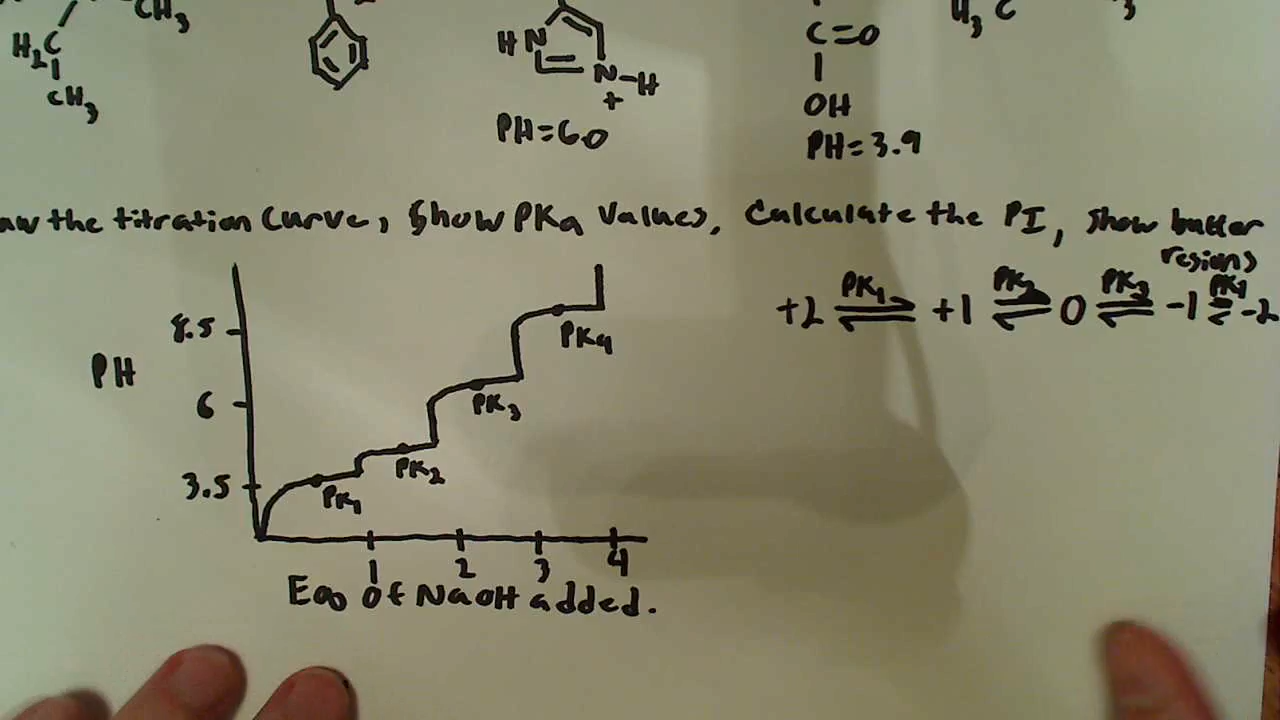 CH3
H2C
CH3
H N
N-H
+
PH=6.0
C=O
OH
PH=3.9
H3C
3
aw the titration Curve, Show PKa Values, Calculate the PI, Show buffer
regions
+2 PK1 +1 PK2 0 PK3 -1 PK4 -2
PH
8.5
6
3.5
PK1
PK2
PK3
PK4
1 2 3 4
of NaOH added.